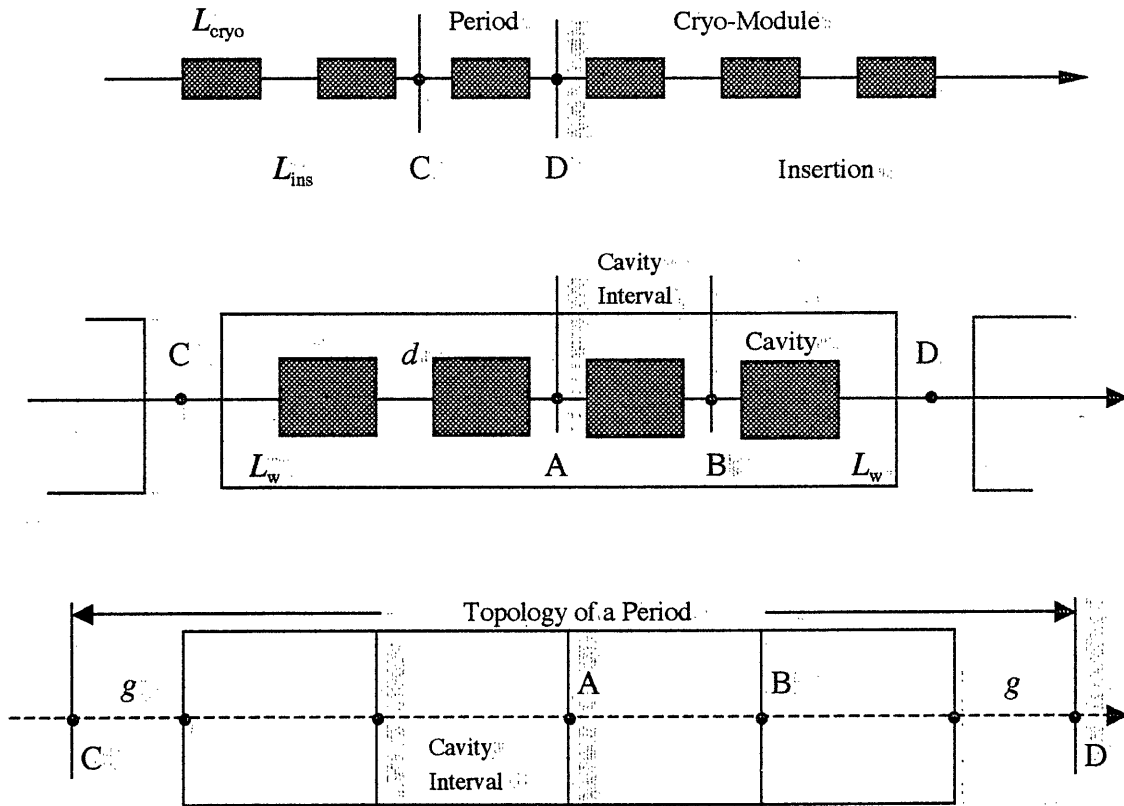 L_cryo Period Cryo-Module
L_ins C D Insertion
Cavity
Interval
C d Cavity D
L_w A B L_w
Topology of a Period
g A B g
C Cavity D
Interval